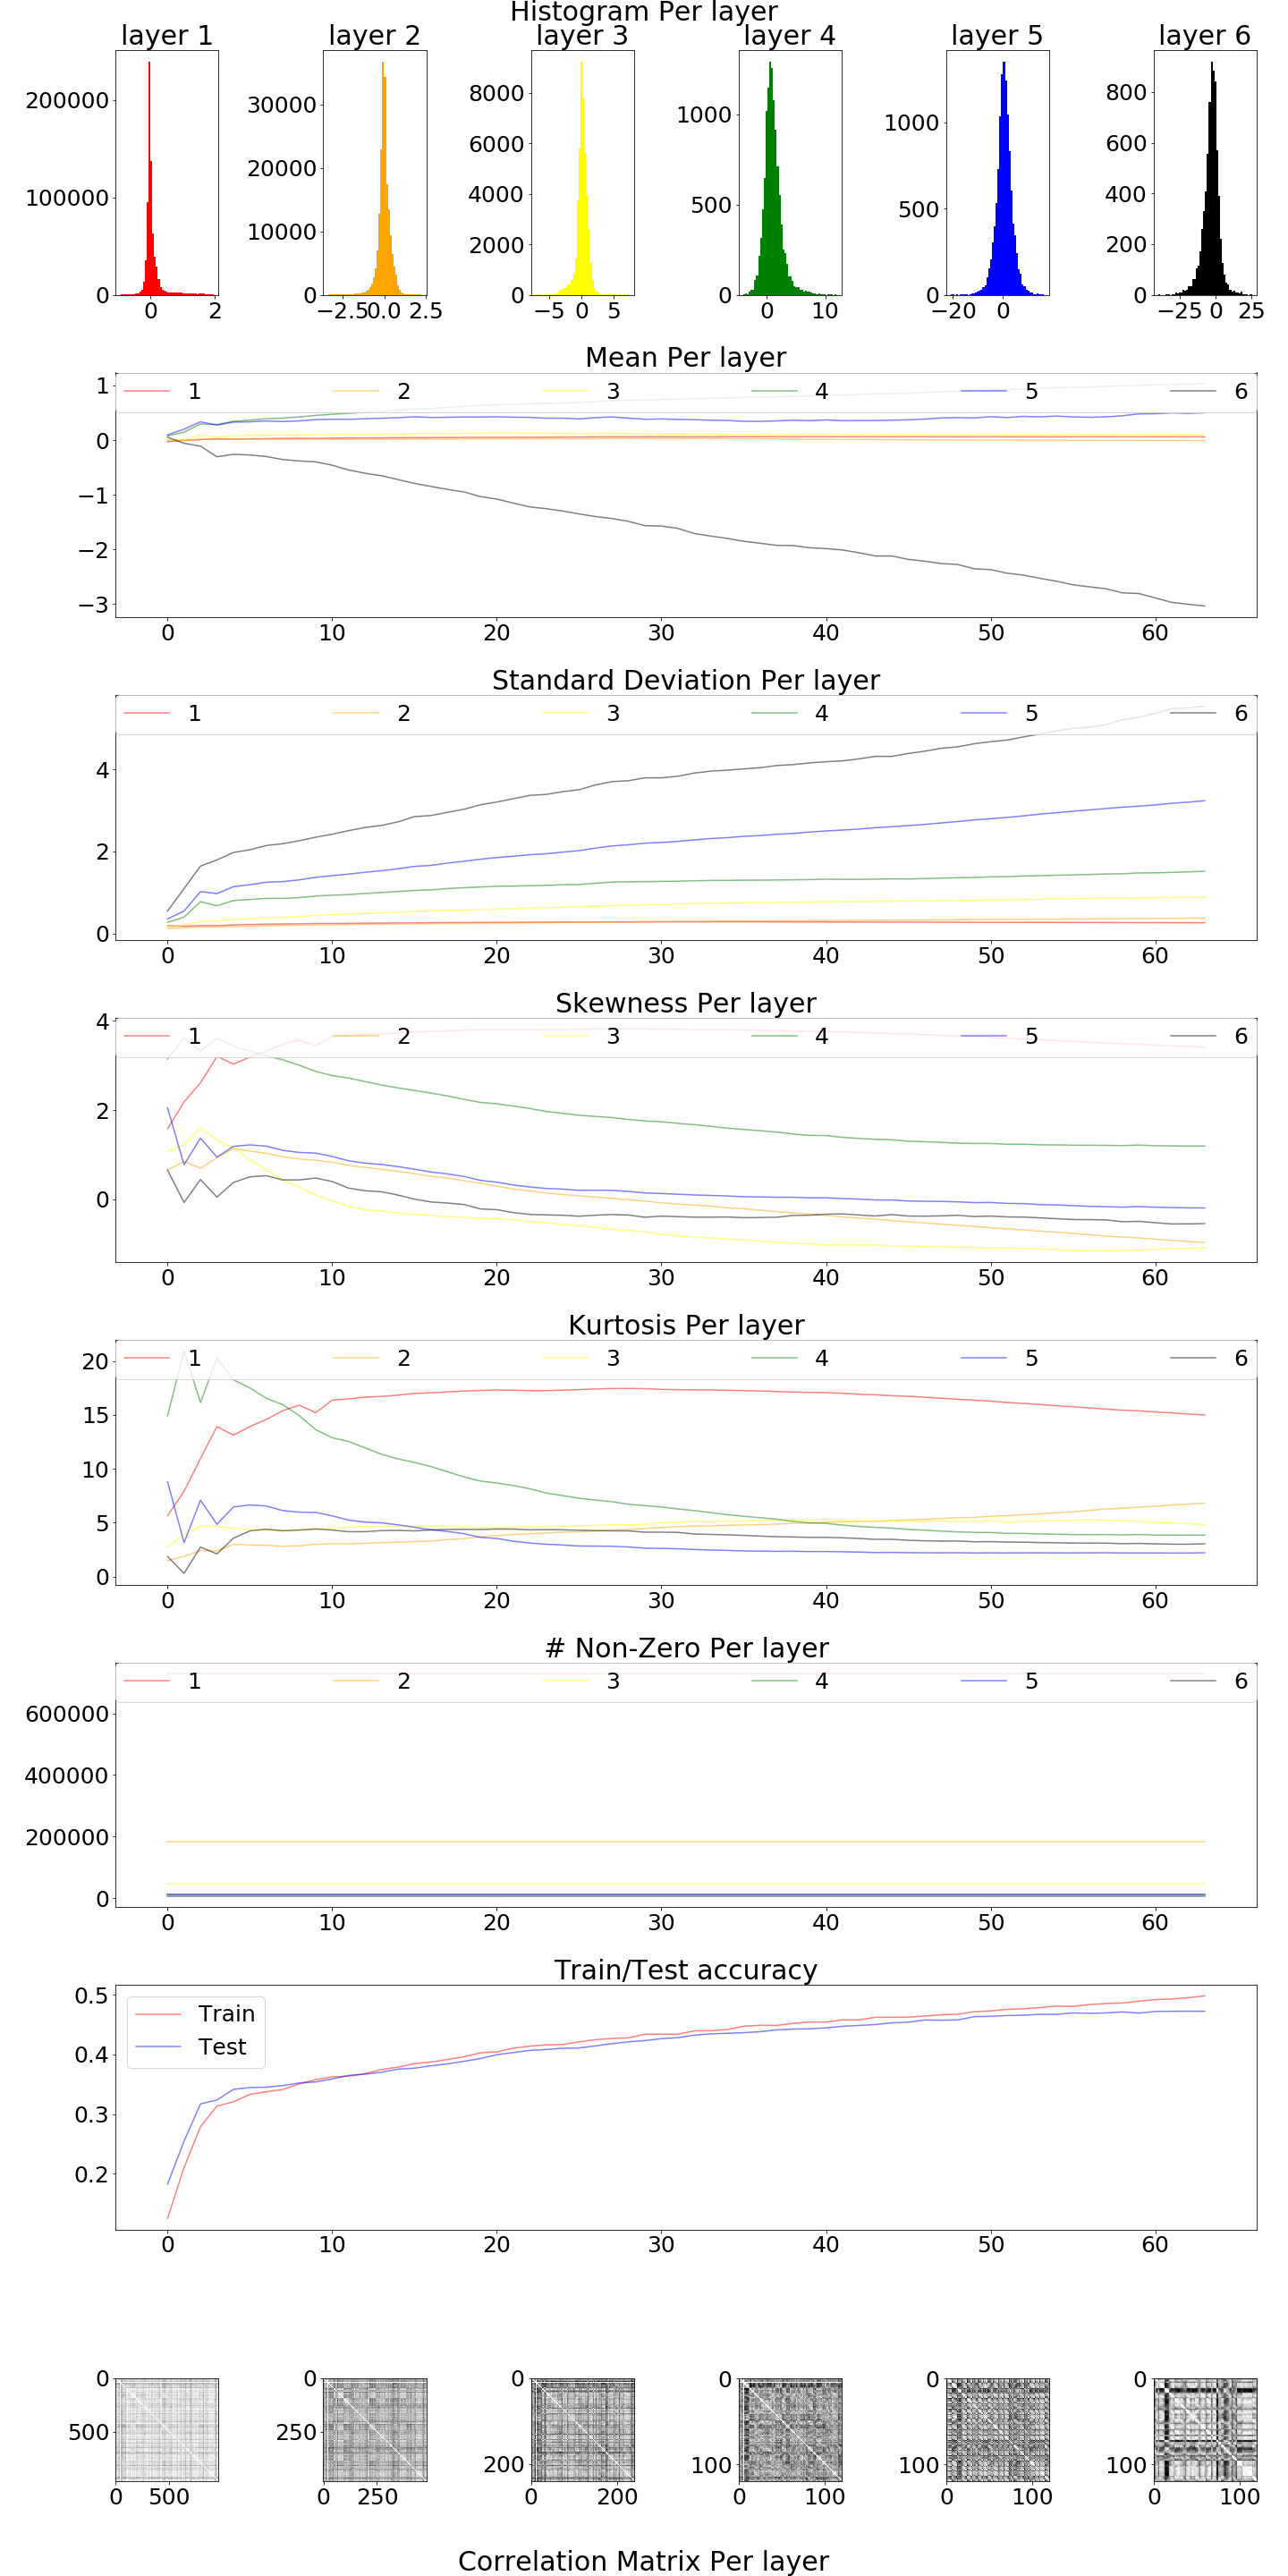 Histogram Per layer
layer 1 layer 2 layer 3 layer 4 layer 5 layer 6
200000 100000 0
0 2
30000 20000 10000 0
−2.5 0.0 2.5
8000 6000 4000 2000 0
−5 0 5
1000 500 0
0 10
1000 500 0
−20 0
800 600 400 200 0
−25 0 25
Mean Per layer
1 2 3 4 5 6
1
0
−1
−2
−3
0 10 20 30 40 50 60
Standard Deviation Per layer
1 2 3 4 5 6
4
2
0
0 10 20 30 40 50 60
Skewness Per layer
1 2 3 4 5 6
4
2
0
0 10 20 30 40 50 60
Kurtosis Per layer
1 2 3 4 5 6
20
15
10
5
0
0 10 20 30 40 50 60
# Non-Zero Per layer
1 2 3 4 5 6
600000
400000
200000
0
0 10 20 30 40 50 60
Train/Test accuracy
Train
Test
0.5
0.4
0.3
0.2
0 10 20 30 40 50 60
0 500
0 500
0 250
0 250
0 200
0 200
0 100
0 100
0 100
0 100
0 100
0 100
Correlation Matrix Per layer